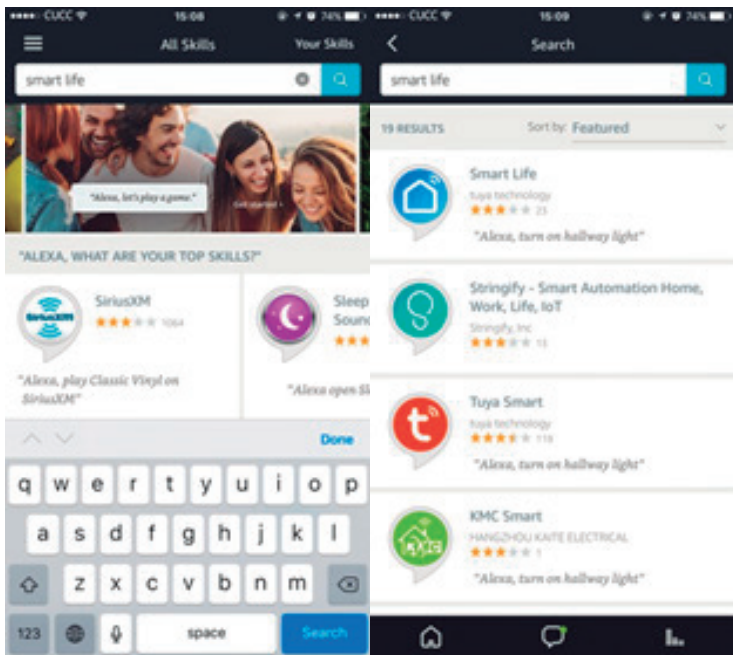 CUCC 15:08 74%
All Skills Your Skills
smart life
"Alexa, let's play a game."
Get started >
"ALEXA, WHAT ARE YOUR TOP SKILLS?"
SiriusXM
SiriusXM
1064
"Alexa, play Classic Vinyl on
SiriusXM"
Sleep
Soun
"Alexa open Sl
Done
q w e r t y u i o p
a s d f g h j k l
z x c v b n m
123 space Search
CUCC 15:09 74%
Search
smart life
19 RESULTS Sort by: Featured
Smart Life
tuya technology
23
"Alexa, turn on hallway light"
Stringify - Smart Automation Home,
Work, Life, IoT
Stringify, Inc
13
Tuya Smart
tuya technology
118
"Alexa, turn on hallway light"
KMC Smart
HANGZHOU KAITE ELECTRICAL
1
"Alexa, turn on hallway light"